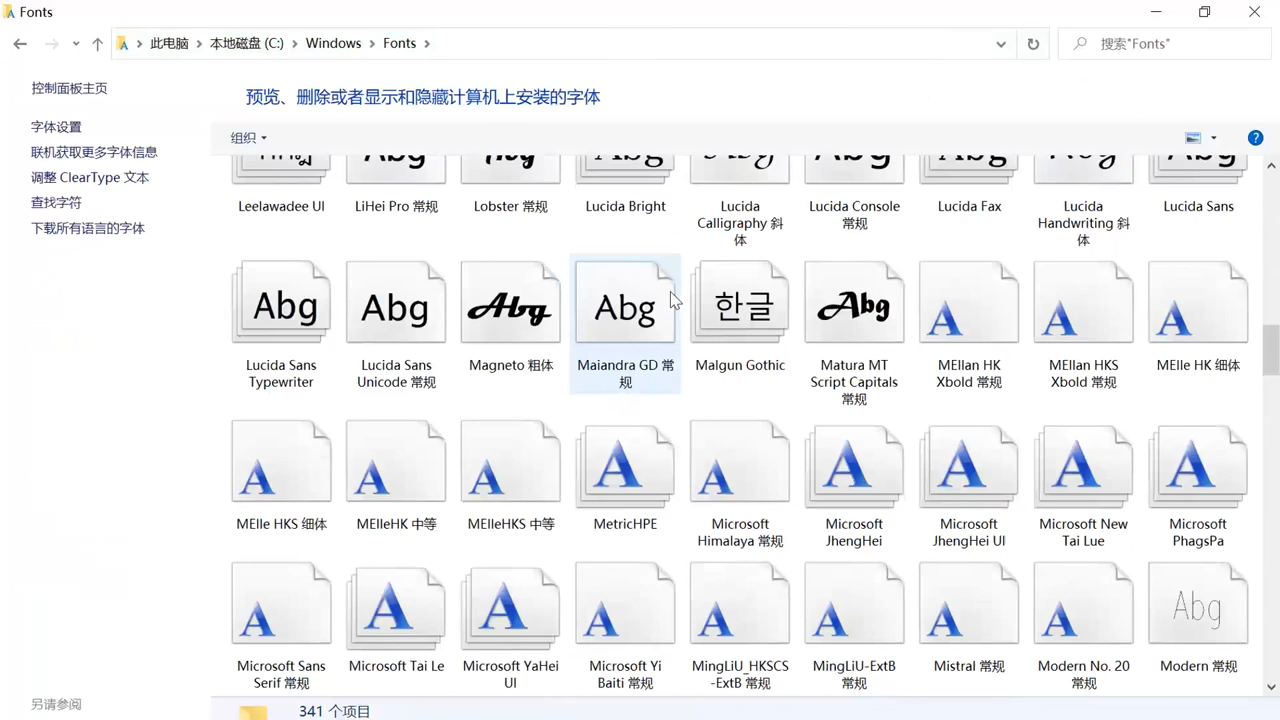 Fonts
此电脑 本地磁盘 (C:) Windows Fonts
搜索"Fonts"
控制面板主页
字体设置
联机获取更多字体信息
调整 ClearType 文本
查找字符
下载所有语言的字体
另请参阅
预览、删除或者显示和隐藏计算机上安装的字体
组织
Leelawadee UI
LiHei Pro 常规
Lobster 常规
Lucida Bright
Lucida
Calligraphy 斜
体
Lucida Console
常规
Lucida Fax
Lucida
Handwriting 斜
体
Lucida Sans
Abg
Abg
Abg
Abg
한글
Abg
Lucida Sans
Typewriter
Lucida Sans
Unicode 常规
Magneto 粗体
Maiandra GD 常
规
Malgun Gothic
Matura MT
Script Capitals
常规
MEllan HK
Xbold 常规
MEllan HKS
Xbold 常规
MElle HK 细体
MElle HKS 细体
MElleHK 中等
MElleHKS 中等
MetricHPE
Microsoft
Himalaya 常规
Microsoft
JhengHei
Microsoft
JhengHei UI
Microsoft New
Tai Lue
Microsoft
PhagsPa
Abg
Microsoft Sans
Serif 常规
Microsoft Tai Le
Microsoft YaHei
UI
Microsoft Yi
Baiti 常规
MingLiU_HKSCS
-ExtB 常规
MingLiU-ExtB
常规
Mistral 常规
Modern No. 20
常规
Modern 常规
341 个项目